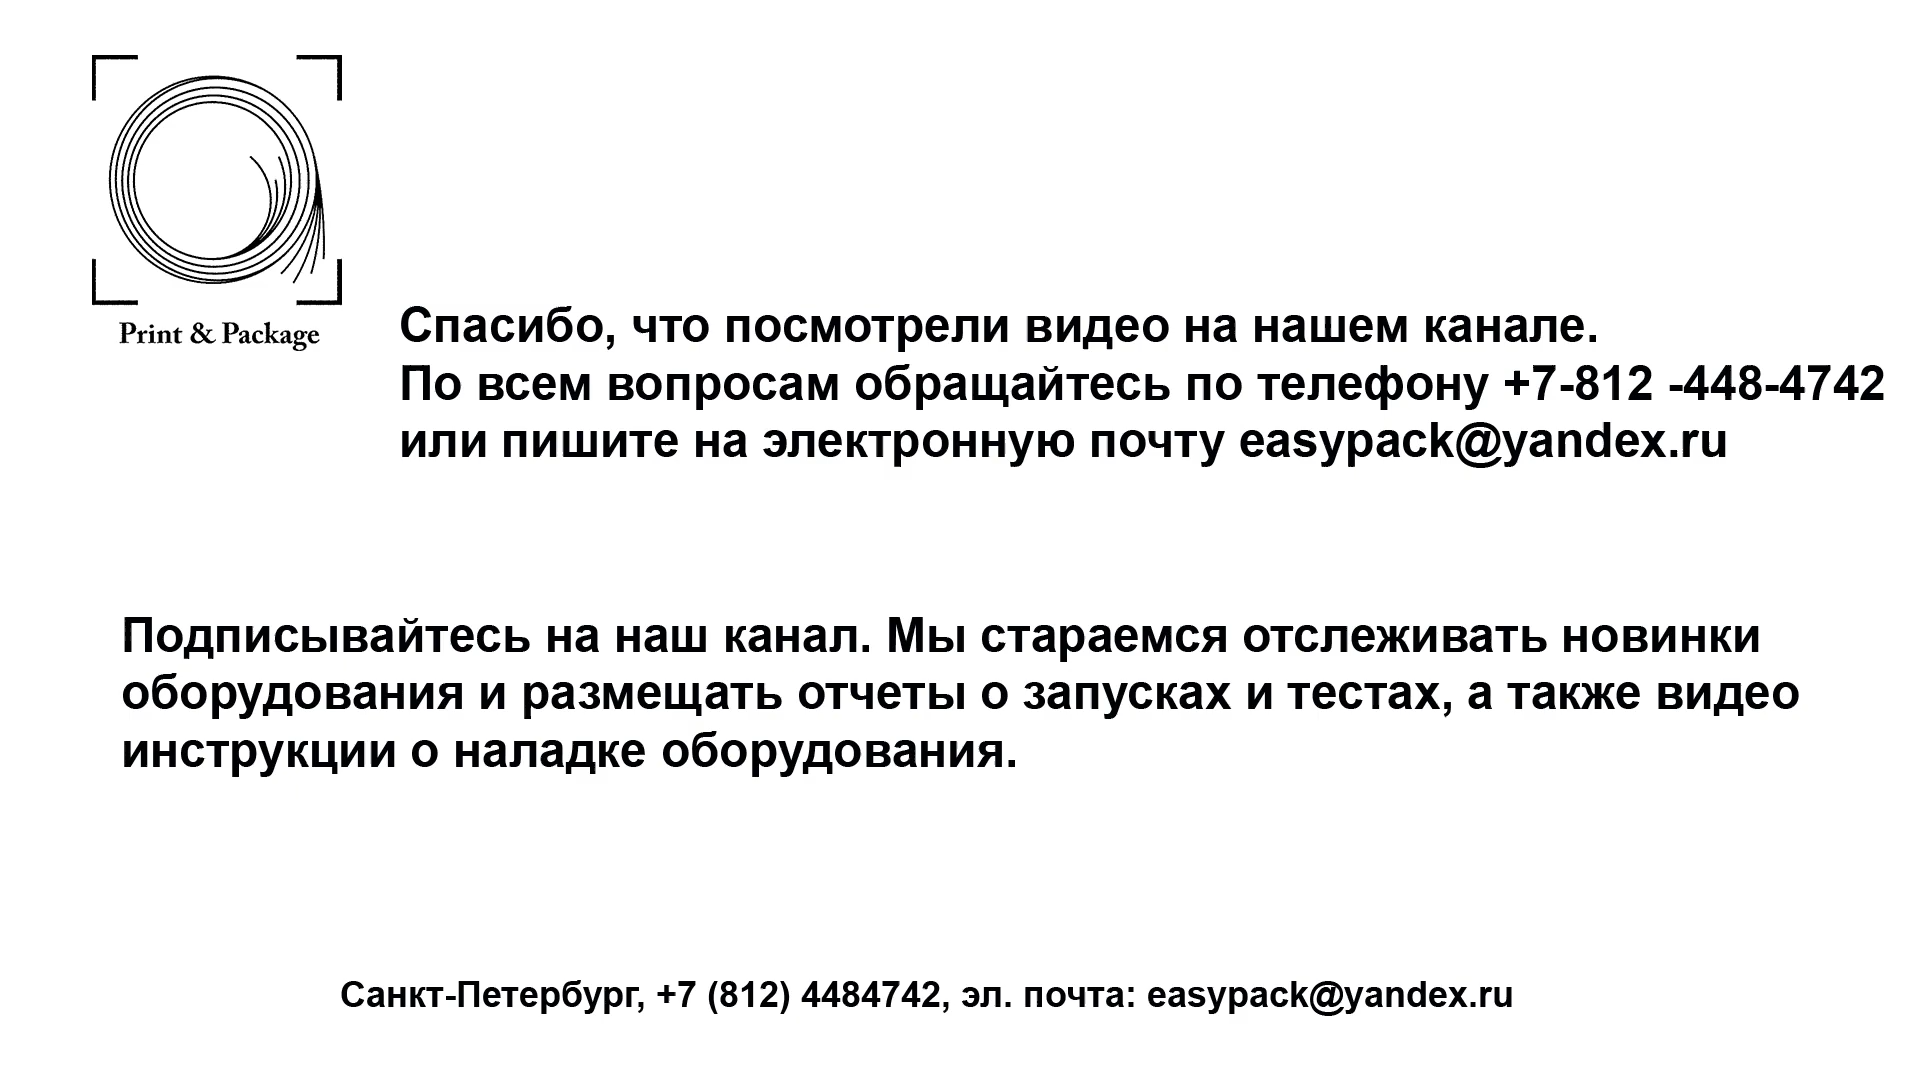 Print & Package
Спасибо, что посмотрели видео на нашем канале.
По всем вопросам обращайтесь по телефону +7-812 -448-4742
или пишите на электронную почту easypack@yandex.ru
Подписывайтесь на наш канал. Мы стараемся отслеживать новинки
оборудования и размещать отчеты о запусках и тестах, а также видео
инструкции о наладке оборудования.
Санкт-Петербург, +7 (812) 4484742, эл. почта: easypack@yandex.ru